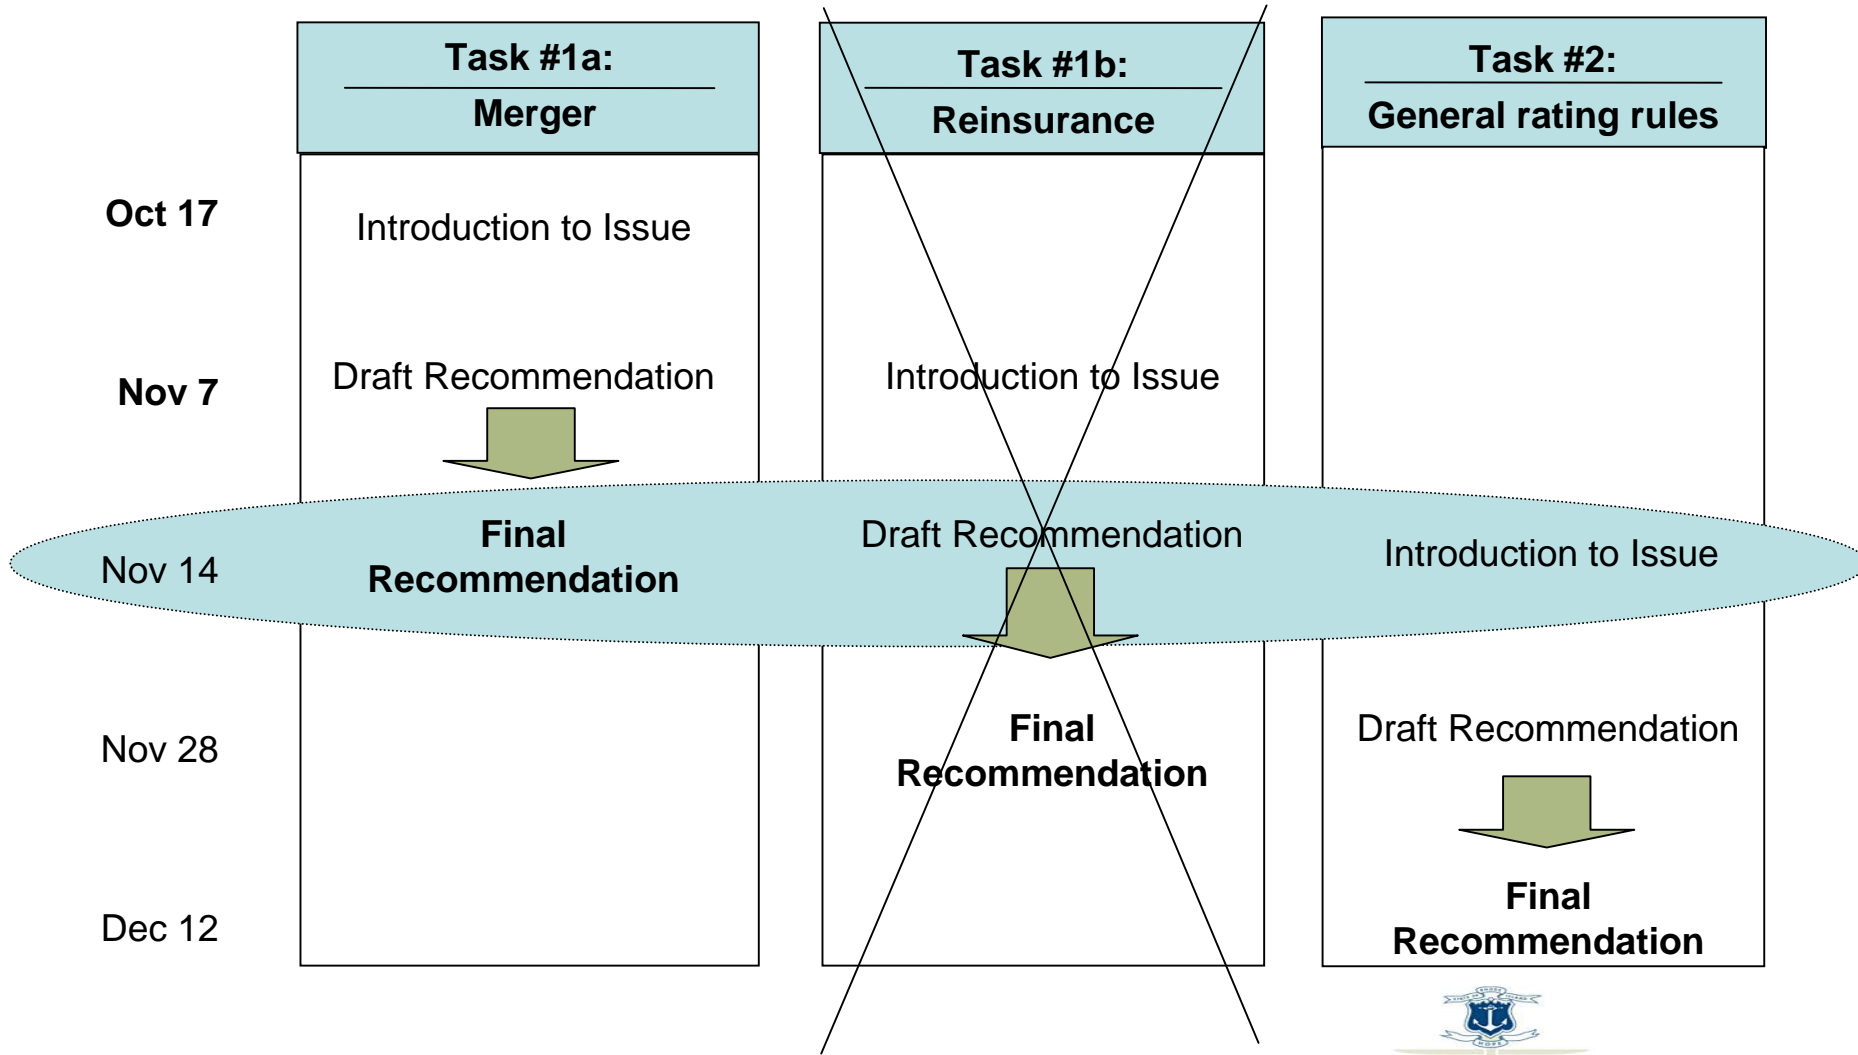 Task #1a:
Merger
Task #1b:
Reinsurance
Task #2:
General rating rules
Oct 17
Introduction to Issue
Nov 7
Draft Recommendation
Introduction to Issue
Nov 14
Final
Recommendation
Draft Recommendation
Introduction to Issue
Nov 28
Final
Recommendation
Draft Recommendation
Dec 12
Final
Recommendation
HOPE